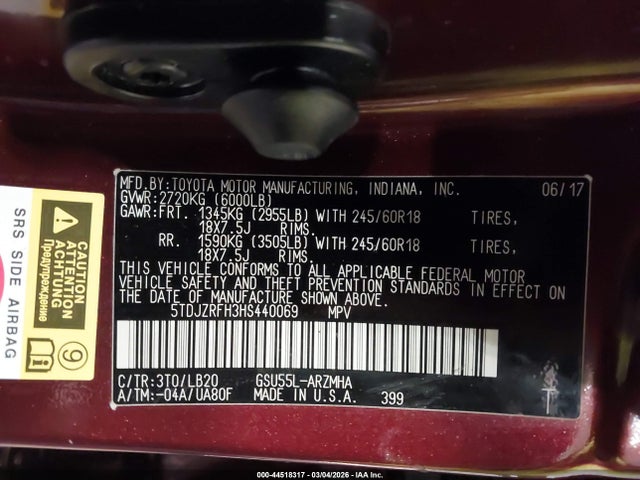 MFD.BY:TOYOTA MOTOR MANUFACTURING, INDIANA, INC. 06/17
GVWR:2720KG (6000LB)
GAWR:FRT. 1345KG (2955LB) WITH 245/60R18 TIRES,
18X7.5J RIMS.
RR. 1590KG (3505LB) WITH 245/60R18 TIRES,
18X7.5J RIMS.
THIS VEHICLE CONFORMS TO ALL APPLICABLE FEDERAL MOTOR
VEHICLE SAFETY AND THEFT PREVENTION STANDARDS IN EFFECT ON
THE DATE OF MANUFACTURE SHOWN ABOVE.
5TDJZRFH3HS440069 MPV
C/TR:3T0/LB20 GSU55L-ARZMHA
A/TM:-04A/UA80F MADE IN U.S.A. 399
T
SRS SIDE AIRBAG
CAUTION
ATTENTION
ACHTUNG
Предупреждение
9
000-44518317 - 03/04/2026 - IAA Inc.